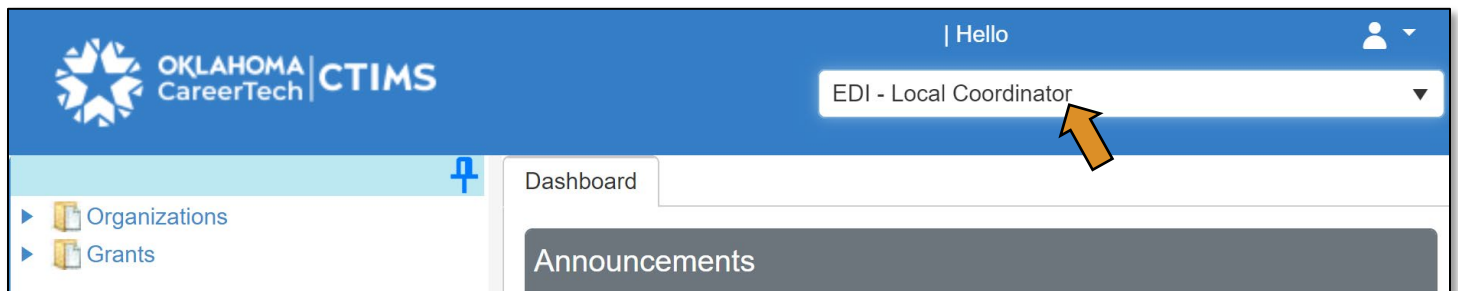 | Hello
OKLAHOMA
CareerTech
CTIMS
EDI - Local Coordinator
Dashboard
Organizations
Grants
Announcements